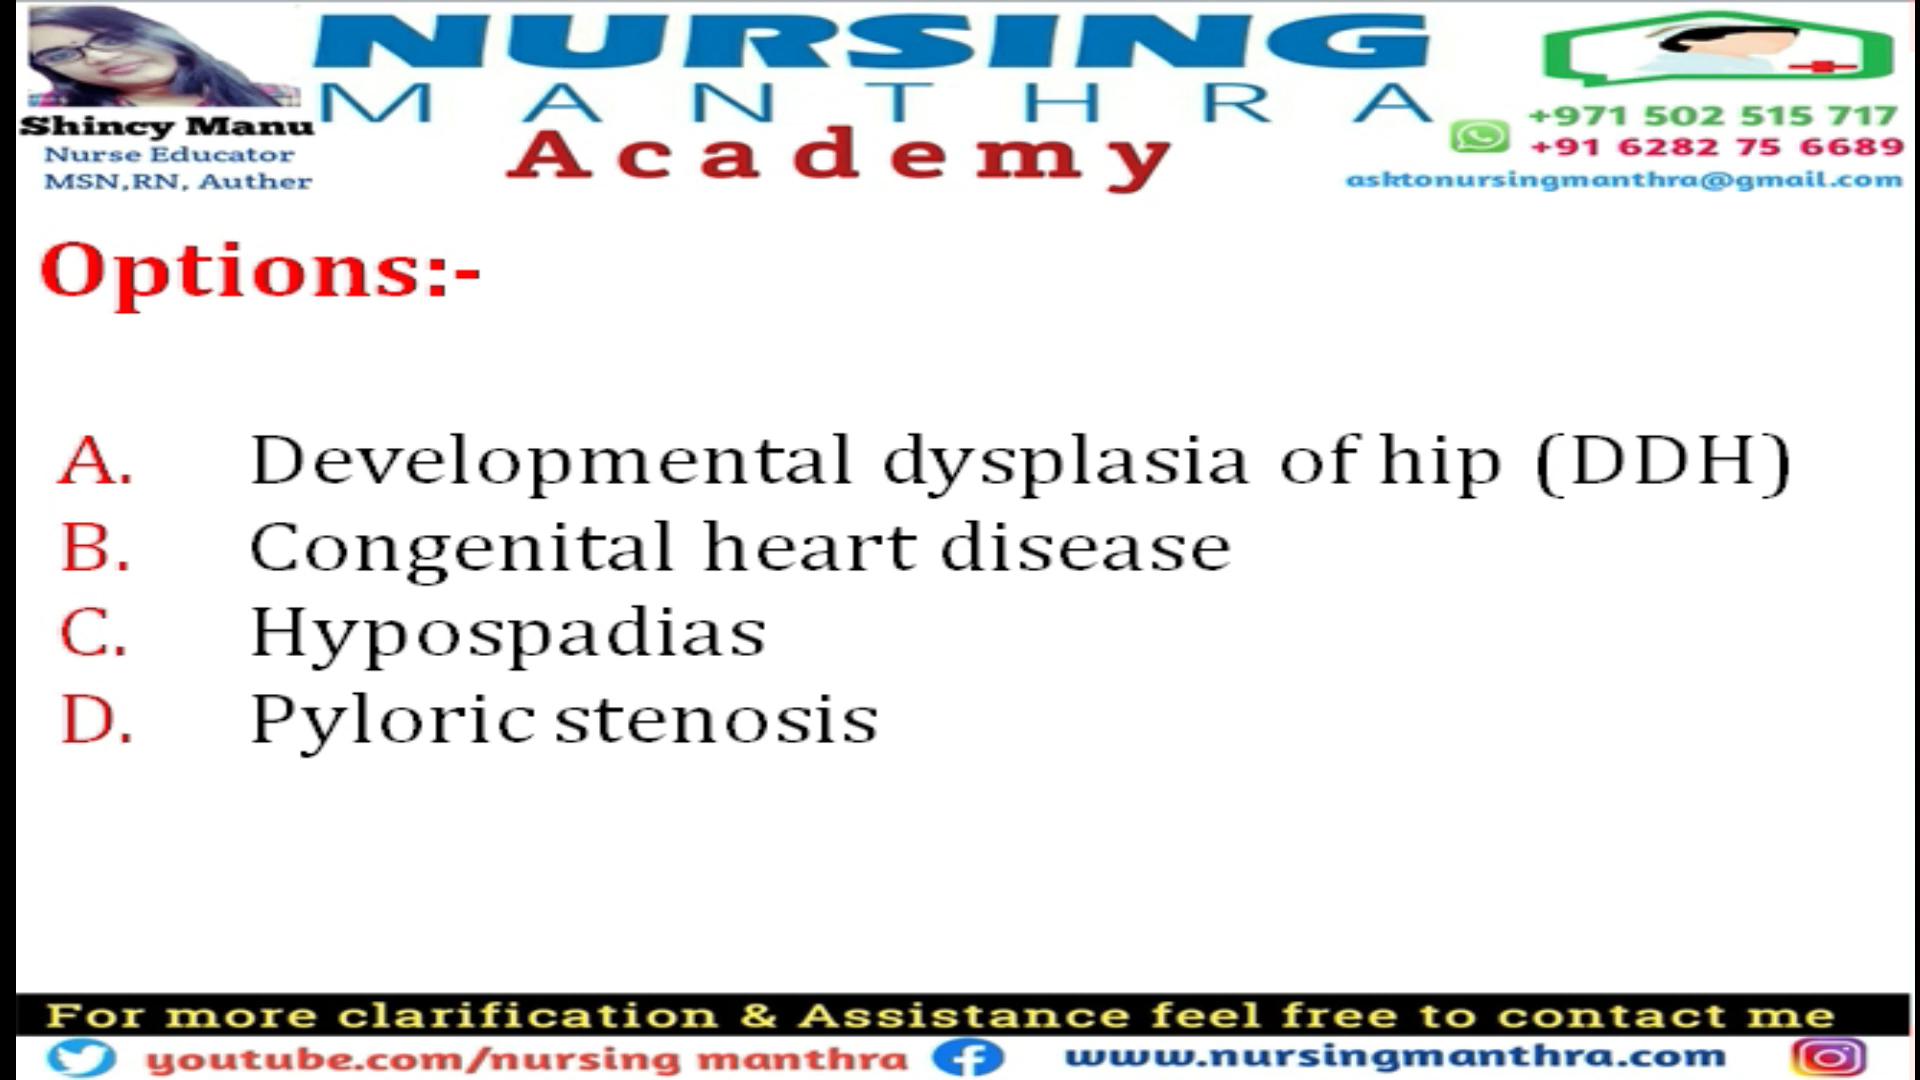 NURSING
MANTHRA
Academy
Shincy Manu
Nurse Educator
MSN,RN, Auther
+971 502 515 717
+91 6282 75 6689
asktonursingmanthra@gmail.com
Options:-
A. Developmental dysplasia of hip (DDH)
B. Congenital heart disease
C. Hypospadias
D. Pyloric stenosis
For more clarification & Assistance feel free to contact me
youtube.com/nursing manthra
www.nursingmanthra.com